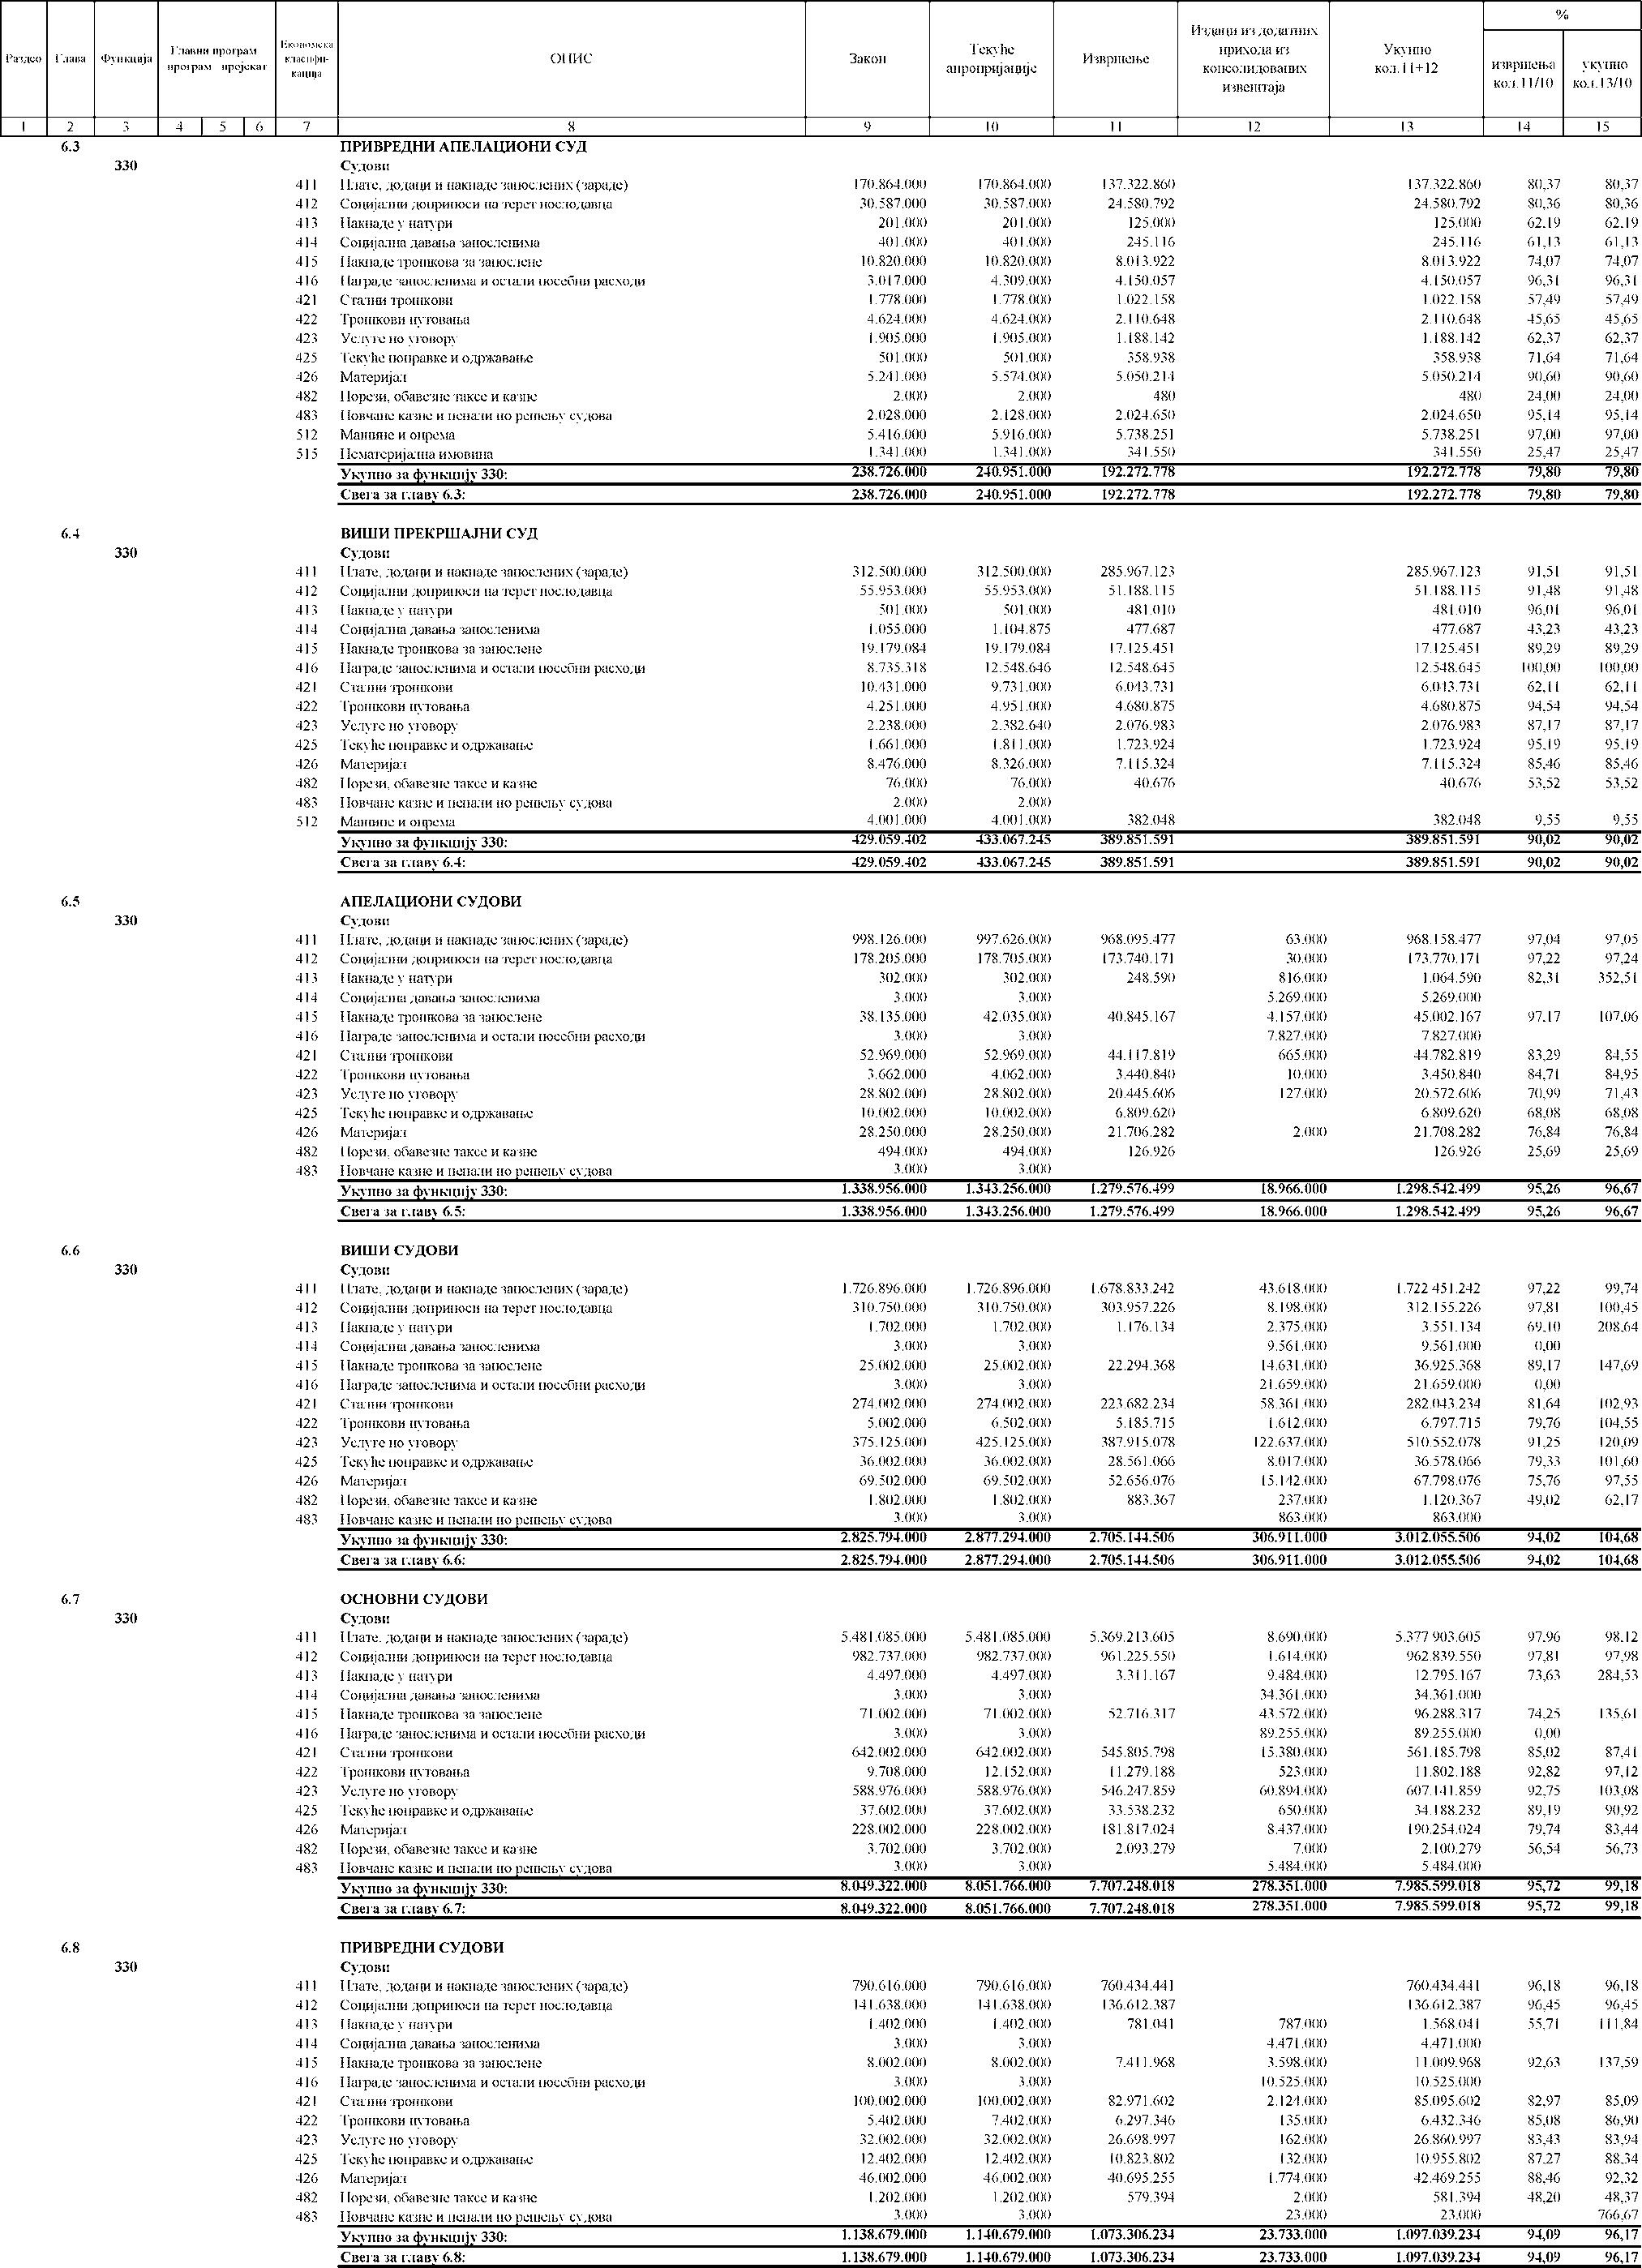 Раздео Глава Функција Главни програм програм пројекат Економска класифи-кација ОПИС Закон Текуће апропријације Извршење Издаци из додатних прихода из консолидованих извештаја Укупно кол.11+12 % извршења кол.11/10 укупно кол.13/10
1 2 3 4 5 6 7 8 9 10 11 12 13 14 15
6.3 ПРИВРЕДНИ АПЕЛАЦИОНИ СУД
330 Судови
411 Плате, додаци и накнаде запослених (зараде) 170.864.000 170.864.000 137.322.860 137.322.860 80,37 80,37
412 Социјални доприноси на терет послодавца 30.587.000 30.587.000 24.580.792 24.580.792 80,36 80,36
413 Накнаде у натури 201.000 201.000 125.000 125.000 62,19 62,19
414 Социјална давања запосленима 401.000 401.000 245.116 245.116 61,13 61,13
415 Накнаде трошкова за запослене 10.820.000 10.820.000 8.013.922 8.013.922 74,07 74,07
416 Награде запосленима и остали посебни расходи 3.017.000 4.309.000 4.150.057 4.150.057 96,31 96,31
421 Стални трошкови 1.778.000 1.778.000 1.022.158 1.022.158 57,49 57,49
422 Трошкови путовања 4.624.000 4.624.000 2.110.648 2.110.648 45,65 45,65
423 Услуге по уговору 1.905.000 1.905.000 1.188.142 1.188.142 62,37 62,37
425 Текуће поправке и одржавање 501.000 501.000 358.938 358.938 71,64 71,64
426 Материјал 5.241.000 5.574.000 5.050.214 5.050.214 90,60 90,60
482 Порези, обавезне таксе и казне 2.000 2.000 480 480 24,00 24,00
483 Новчане казне и пенали по решењу судова 2.028.000 2.128.000 2.024.650 2.024.650 95,14 95,14
512 Машине и опрема 5.416.000 5.916.000 5.738.251 5.738.251 97,00 97,00
515 Нематеријална имовина 1.341.000 1.341.000 341.550 341.550 25,47 25,47
Укупно за функцију 330: 238.726.000 240.951.000 192.272.778 192.272.778 79,80 79,80
Свега за главу 6.3: 238.726.000 240.951.000 192.272.778 192.272.778 79,80 79,80
6.4 ВИШИ ПРЕКРШАЈНИ СУД
330 Судови
411 Плате, додаци и накнаде запослених (зараде) 312.500.000 312.500.000 285.967.123 285.967.123 91,51 91,51
412 Социјални доприноси на терет послодавца 55.953.000 55.953.000 51.188.115 51.188.115 91,48 91,48
413 Накнаде у натури 501.000 501.000 481.010 481.010 96,01 96,01
414 Социјална давања запосленима 1.055.000 1.104.875 477.687 477.687 43,23 43,23
415 Накнаде трошкова за запослене 19.179.084 19.179.084 17.125.451 17.125.451 89,29 89,29
416 Награде запосленима и остали посебни расходи 8.735.318 12.548.646 12.548.645 12.548.645 100,00 100,00
421 Стални трошкови 10.431.000 9.731.000 6.043.731 6.043.731 62,11 62,11
422 Трошкови путовања 4.251.000 4.951.000 4.680.875 4.680.875 94,54 94,54
423 Услуге по уговору 2.238.000 2.382.640 2.076.983 2.076.983 87,17 87,17
425 Текуће поправке и одржавање 1.661.000 1.811.000 1.723.924 1.723.924 95,19 95,19
426 Материјал 8.476.000 8.326.000 7.115.324 7.115.324 85,46 85,46
482 Порези, обавезне таксе и казне 76.000 76.000 40.676 40.676 53,52 53,52
483 Новчане казне и пенали по решењу судова 2.000 2.000
512 Машине и опрема 4.001.000 4.001.000 382.048 382.048 9,55 9,55
Укупно за функцију 330: 429.059.402 433.067.245 389.851.591 389.851.591 90,02 90,02
Свега за главу 6.4: 429.059.402 433.067.245 389.851.591 389.851.591 90,02 90,02
6.5 АПЕЛАЦИОНИ СУДОВИ
330 Судови
411 Плате, додаци и накнаде запослених (зараде) 998.126.000 997.626.000 968.095.477 63.000 968.158.477 97,04 97,05
412 Социјални доприноси на терет послодавца 178.205.000 178.705.000 173.740.171 30.000 173.770.171 97,22 97,24
413 Накнаде у натури 302.000 302.000 248.590 816.000 1.064.590 82,31 352,51
414 Социјална давања запосленима 3.000 3.000 5.269.000 5.269.000
415 Накнаде трошкова за запослене 38.135.000 42.035.000 40.845.167 4.157.000 45.002.167 97,17 107,06
416 Награде запосленима и остали посебни расходи 3.000 3.000 7.827.000 7.827.000
421 Стални трошкови 52.969.000 52.969.000 44.117.819 665.000 44.782.819 83,29 84,55
422 Трошкови путовања 3.662.000 4.062.000 3.440.840 10.000 3.450.840 84,71 84,95
423 Услуге по уговору 28.802.000 28.802.000 20.445.606 127.000 20.572.606 70,99 71,43
425 Текуће поправке и одржавање 10.002.000 10.002.000 6.809.620 6.809.620 68,08 68,08
426 Материјал 28.250.000 28.250.000 21.706.282 2.000 21.708.282 76,84 76,84
482 Порези, обавезне таксе и казне 494.000 494.000 126.926 126.926 25,69 25,69
483 Новчане казне и пенали по решењу судова 3.000 3.000
Укупно за функцију 330: 1.338.956.000 1.343.256.000 1.279.576.499 18.966.000 1.298.542.499 95,26 96,67
Свега за главу 6.5: 1.338.956.000 1.343.256.000 1.279.576.499 18.966.000 1.298.542.499 95,26 96,67
6.6 ВИШИ СУДОВИ
330 Судови
411 Плате, додаци и накнаде запослених (зараде) 1.726.896.000 1.726.896.000 1.678.833.242 43.618.000 1.722.451.242 97,22 99,74
412 Социјални доприноси на терет послодавца 310.750.000 310.750.000 303.957.226 8.198.000 312.155.226 97,81 100,45
413 Накнаде у натури 1.702.000 1.702.000 1.176.134 2.375.000 3.551.134 69,10 208,64
414 Социјална давања запосленима 3.000 3.000 9.561.000 9.561.000 0,00
415 Накнаде трошкова за запослене 25.002.000 25.002.000 22.294.368 14.631.000 36.925.368 89,17 147,69
416 Награде запосленима и остали посебни расходи 3.000 3.000 21.659.000 21.659.000 0,00
421 Стални трошкови 274.002.000 274.002.000 223.682.234 58.361.000 282.043.234 81,64 102,93
422 Трошкови путовања 5.002.000 6.502.000 5.185.715 1.612.000 6.797.715 79,76 104,55
423 Услуге по уговору 375.125.000 425.125.000 387.915.078 122.637.000 510.552.078 91,25 120,09
425 Текуће поправке и одржавање 36.002.000 36.002.000 28.561.066 8.017.000 36.578.066 79,33 101,60
426 Материјал 69.502.000 69.502.000 52.656.076 15.142.000 67.798.076 75,76 97,55
482 Порези, обавезне таксе и казне 1.802.000 1.802.000 883.367 237.000 1.120.367 49,02 62,17
483 Новчане казне и пенали по решењу судова 3.000 3.000 863.000 863.000
Укупно за функцију 330: 2.825.794.000 2.877.294.000 2.705.144.506 306.911.000 3.012.055.506 94,02 104,68
Свега за главу 6.6: 2.825.794.000 2.877.294.000 2.705.144.506 306.911.000 3.012.055.506 94,02 104,68
6.7 ОСНОВНИ СУДОВИ
330 Судови
411 Плате, додаци и накнаде запослених (зараде) 5.481.085.000 5.481.085.000 5.369.213.605 8.690.000 5.377.903.605 97,96 98,12
412 Социјални доприноси на терет послодавца 982.737.000 982.737.000 961.225.550 1.614.000 962.839.550 97,81 97,98
413 Накнаде у натури 4.497.000 4.497.000 3.311.167 9.484.000 12.795.167 73,63 284,53
414 Социјална давања запосленима 3.000 3.000 34.361.000 34.361.000
415 Накнаде трошкова за запослене 71.002.000 71.002.000 52.716.317 43.572.000 96.288.317 74,25 135,61
416 Награде запосленима и остали посебни расходи 3.000 3.000 89.255.000 89.255.000 0,00
421 Стални трошкови 642.002.000 642.002.000 545.805.798 15.380.000 561.185.798 85,02 87,41
422 Трошкови путовања 9.708.000 12.152.000 11.279.188 523.000 11.802.188 92,82 97,12
423 Услуге по уговору 588.976.000 588.976.000 546.247.859 60.894.000 607.141.859 92,75 103,08
425 Текуће поправке и одржавање 37.602.000 37.602.000 33.538.232 650.000 34.188.232 89,19 90,92
426 Материјал 228.002.000 228.002.000 181.817.024 8.437.000 190.254.024 79,74 83,44
482 Порези, обавезне таксе и казне 3.702.000 3.702.000 2.093.279 7.000 2.100.279 56,54 56,73
483 Новчане казне и пенали по решењу судова 3.000 3.000 5.484.000 5.484.000
Укупно за функцију 330: 8.049.322.000 8.051.766.000 7.707.248.018 278.351.000 7.985.599.018 95,72 99,18
Свега за главу 6.7: 8.049.322.000 8.051.766.000 7.707.248.018 278.351.000 7.985.599.018 95,72 99,18
6.8 ПРИВРЕДНИ СУДОВИ
330 Судови
411 Плате, додаци и накнаде запослених (зараде) 790.616.000 790.616.000 760.434.441 760.434.441 96,18 96,18
412 Социјални доприноси на терет послодавца 141.638.000 141.638.000 136.612.387 136.612.387 96,45 96,45
413 Накнаде у натури 1.402.000 1.402.000 781.041 787.000 1.568.041 55,71 111,84
414 Социјална давања запосленима 3.000 3.000 4.471.000 4.471.000
415 Накнаде трошкова за запослене 8.002.000 8.002.000 7.411.968 3.598.000 11.009.968 92,63 137,59
416 Награде запосленима и остали посебни расходи 3.000 3.000 10.525.000 10.525.000
421 Стални трошкови 100.002.000 100.002.000 82.971.602 2.124.000 85.095.602 82,97 85,09
422 Трошкови путовања 5.402.000 7.402.000 6.297.346 135.000 6.432.346 85,08 86,90
423 Услуге по уговору 32.002.000 32.002.000 26.698.997 162.000 26.860.997 83,43 83,94
425 Текуће поправке и одржавање 12.402.000 12.402.000 10.823.802 132.000 10.955.802 87,27 88,34
426 Материјал 46.002.000 46.002.000 40.695.255 1.774.000 42.469.255 88,46 92,32
482 Порези, обавезне таксе и казне 1.202.000 1.202.000 579.394 2.000 581.394 48,20 48,37
483 Новчане казне и пенали по решењу судова 3.000 3.000 23.000 23.000 766,67
Укупно за функцију 330: 1.138.679.000 1.140.679.000 1.073.306.234 23.733.000 1.097.039.234 94,09 96,17
Свега за главу 6.8: 1.138.679.000 1.140.679.000 1.073.306.234 23.733.000 1.097.039.234 94,09 96,17